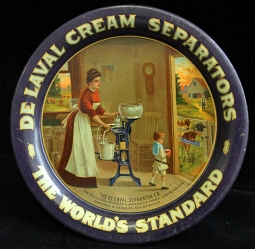 DE LAVAL CREAM SEPARATORS
THE DE LAVAL SEPARATOR CO.
THE WORLD'S STANDARD